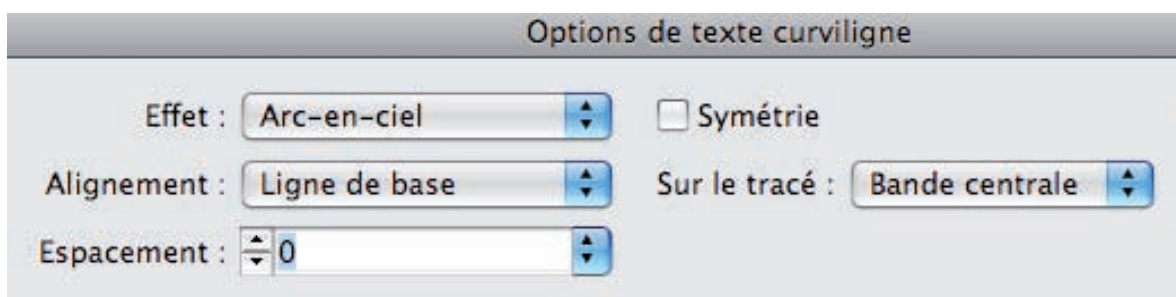 Options de texte curviligne
Effet : Arc-en-ciel Symétrie
Alignement : Ligne de base Sur le tracé : Bande centrale
Espacement : 0